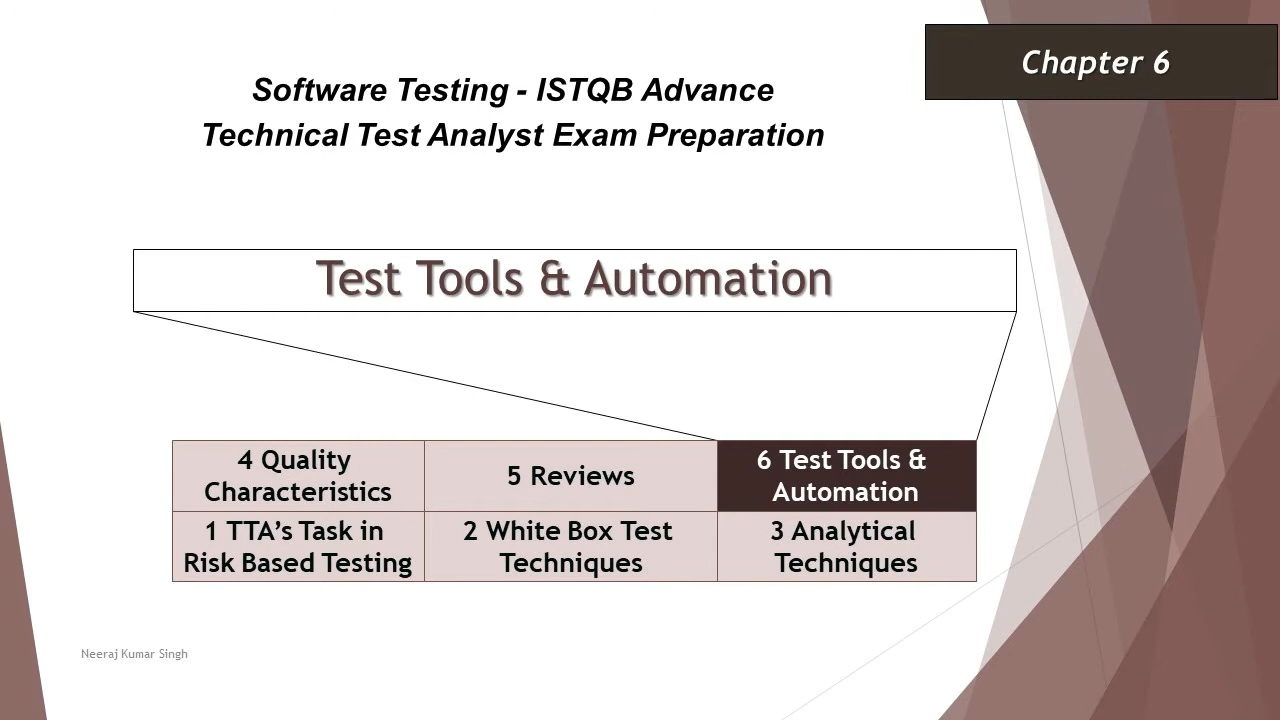 Chapter 6
Software Testing - ISTQB Advance
Technical Test Analyst Exam Preparation
Test Tools & Automation
4 Quality
Characteristics
5 Reviews
6 Test Tools &
Automation
1 TTA’s Task in
Risk Based Testing
2 White Box Test
Techniques
3 Analytical
Techniques
Neeraj Kumar Singh